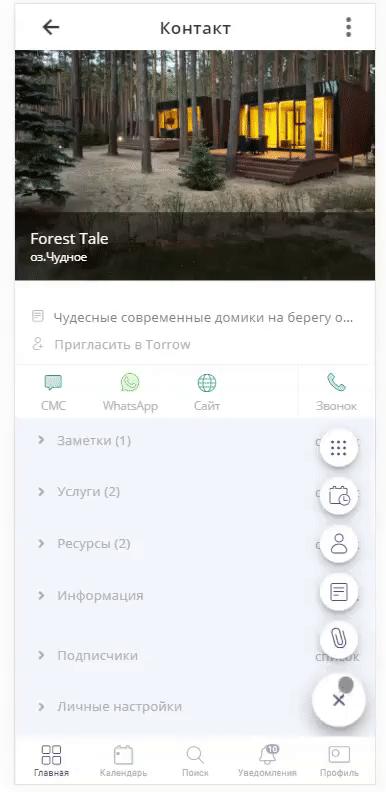 Контакт
Forest Tale
оз.Чудное
Чудесные современные домики на берегу о...
Пригласить в Torrow
СМС
WhatsApp
Сайт
Звонок
Заметки (1)
Услуги (2)
Ресурсы (2)
Информация
Подписчики
список
Личные настройки
10
Главная
Календарь
Поиск
Уведомления
Профиль